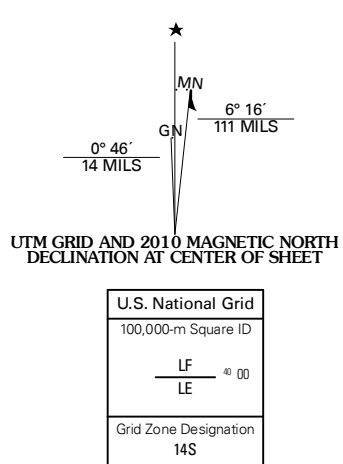 MN
6° 16´
111 MILS
GN
0° 46´
14 MILS
UTM GRID AND 2010 MAGNETIC NORTH
DECLINATION AT CENTER OF SHEET
U.S. National Grid
100,000-m Square ID
LF
40 00
LE
Grid Zone Designation
14S